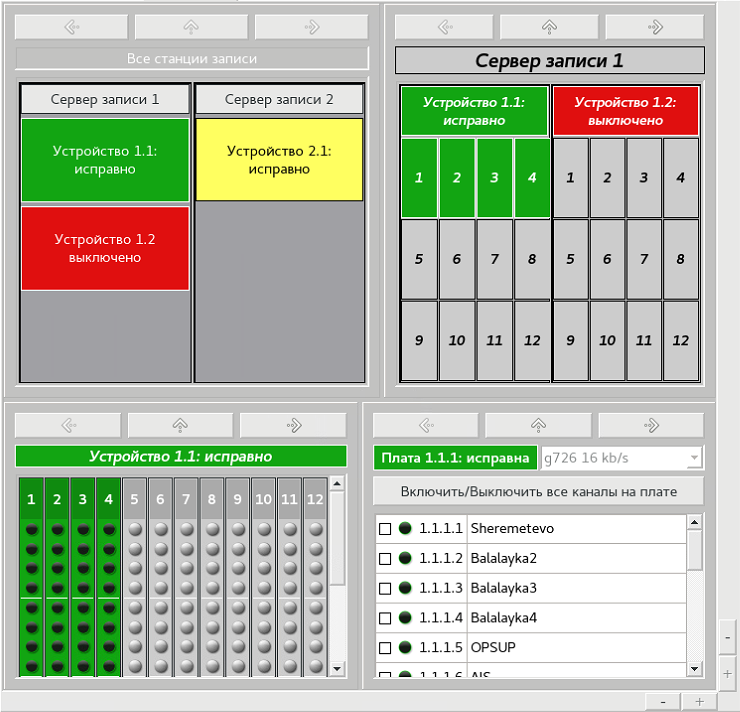 Все станции записи
Сервер записи 1
Сервер записи 2
Устройство 1.1:
исправно
Устройство 2.1:
исправно
Устройство 1.2
выключено
Сервер записи 1
Устройство 1.1:
исправно
Устройство 1.2:
выключено
1 2 3 4 1 2 3 4
5 6 7 8 5 6 7 8
9 10 11 12 9 10 11 12
Устройство 1.1: исправно
1 2 3 4 5 6 7 8 9 10 11 12
Плата 1.1.1: исправна
g726 16 kb/s
Включить/Выключить все каналы на плате
1.1.1.1 Sheremetevo
1.1.1.2 Balalayka2
1.1.1.3 Balalayka3
1.1.1.4 Balalayka4
1.1.1.5 OPSUP
1.1.1.6 AIS
-
+
- +